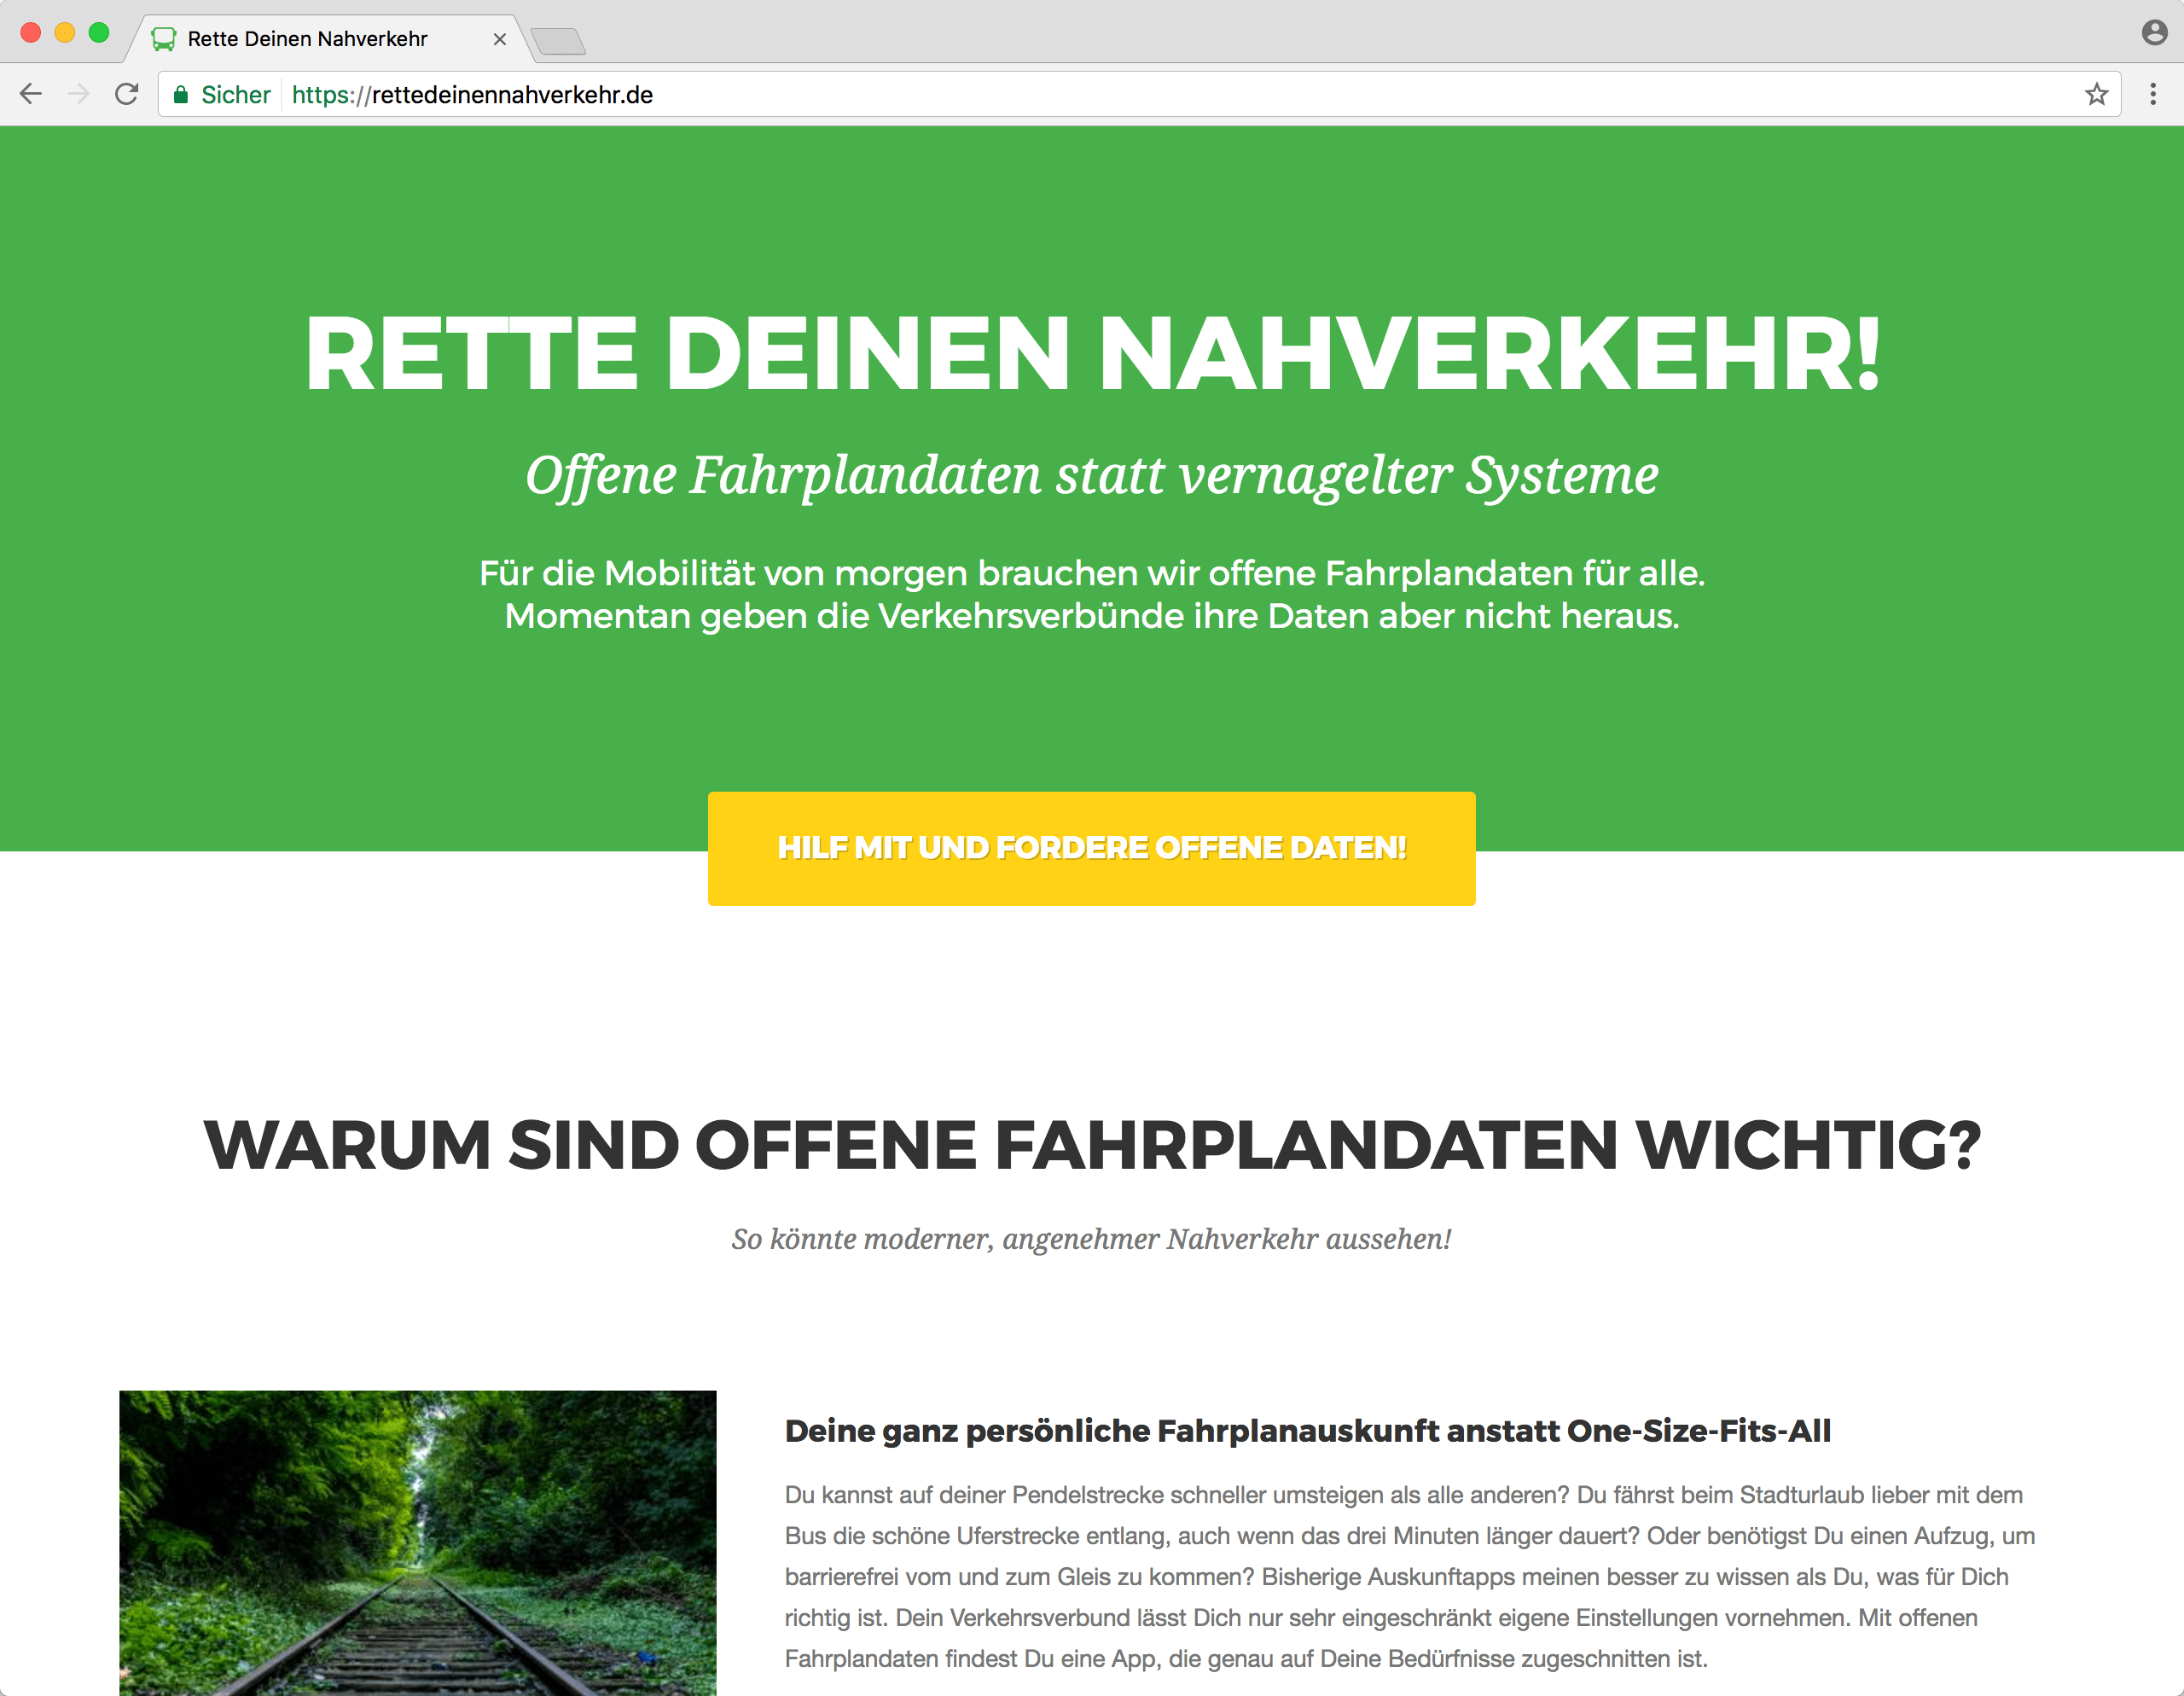 Rette Deinen Nahverkehr
Sicher https://rettedeinennahverkehr.de
RETTE DEINEN NAHVERKEHR!
Offene Fahrplandaten statt vernagelter Systeme
Für die Mobilität von morgen brauchen wir offene Fahrplandaten für alle.
Momentan geben die Verkehrsverbünde ihre Daten aber nicht heraus.
HILF MIT UND FORDERE OFFENE DATEN!
WARUM SIND OFFENE FAHRPLANDATEN WICHTIG?
So könnte moderner, angenehmer Nahverkehr aussehen!
Deine ganz persönliche Fahrplanauskunft anstatt One-Size-Fits-All
Du kannst auf deiner Pendelstrecke schneller umsteigen als alle anderen? Du fährst beim Stadturlaub lieber mit dem
Bus die schöne Uferstrecke entlang, auch wenn das drei Minuten länger dauert? Oder benötigst Du einen Aufzug, um
barrierefrei vom und zum Gleis zu kommen? Bisherige Auskunftapps meinen besser zu wissen als Du, was für Dich
richtig ist. Dein Verkehrsverbund lässt Dich nur sehr eingeschränkt eigene Einstellungen vornehmen. Mit offenen
Fahrplandaten findest Du eine App, die genau auf Deine Bedürfnisse zugeschnitten ist.